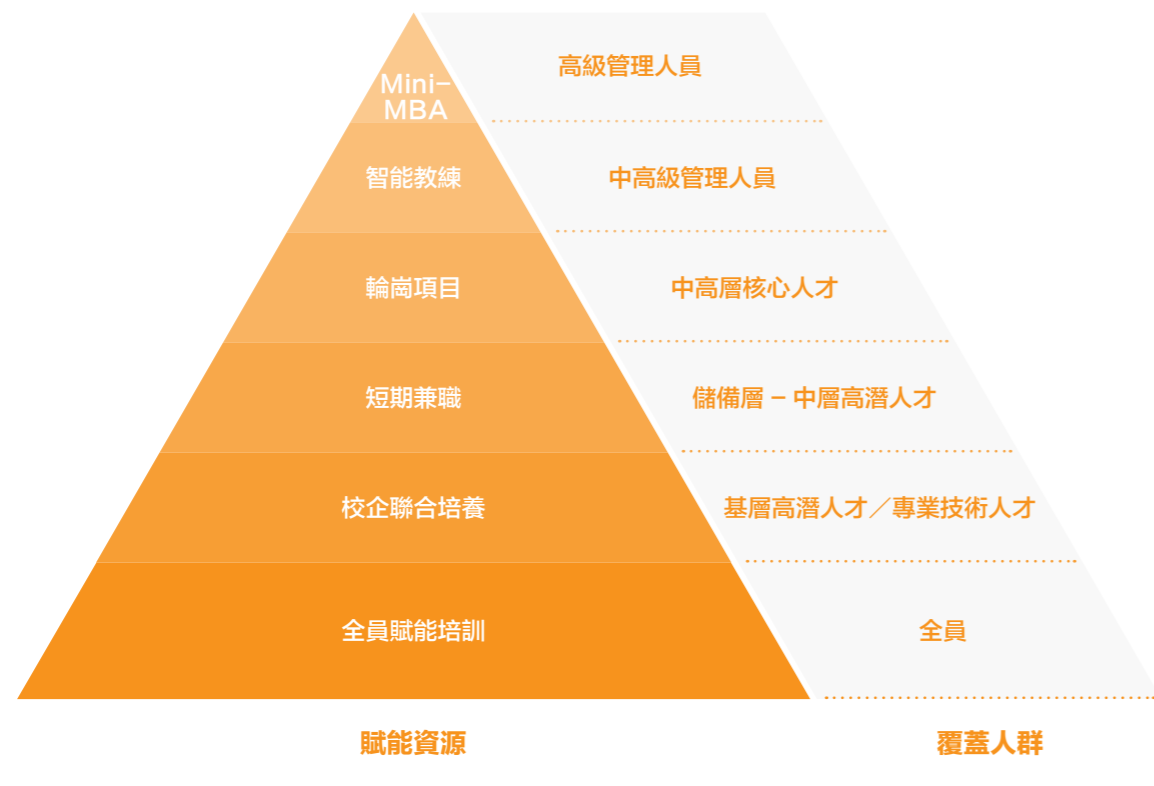 Mini-
MBA
高級管理人員
智能教練
中高級管理人員
輪崗項目
中高層核心人才
短期兼職
儲備層 – 中層高潛人才
校企聯合培養
基層高潛人才／專業技術人才
全員賦能培訓
全員
賦能資源
覆蓋人群